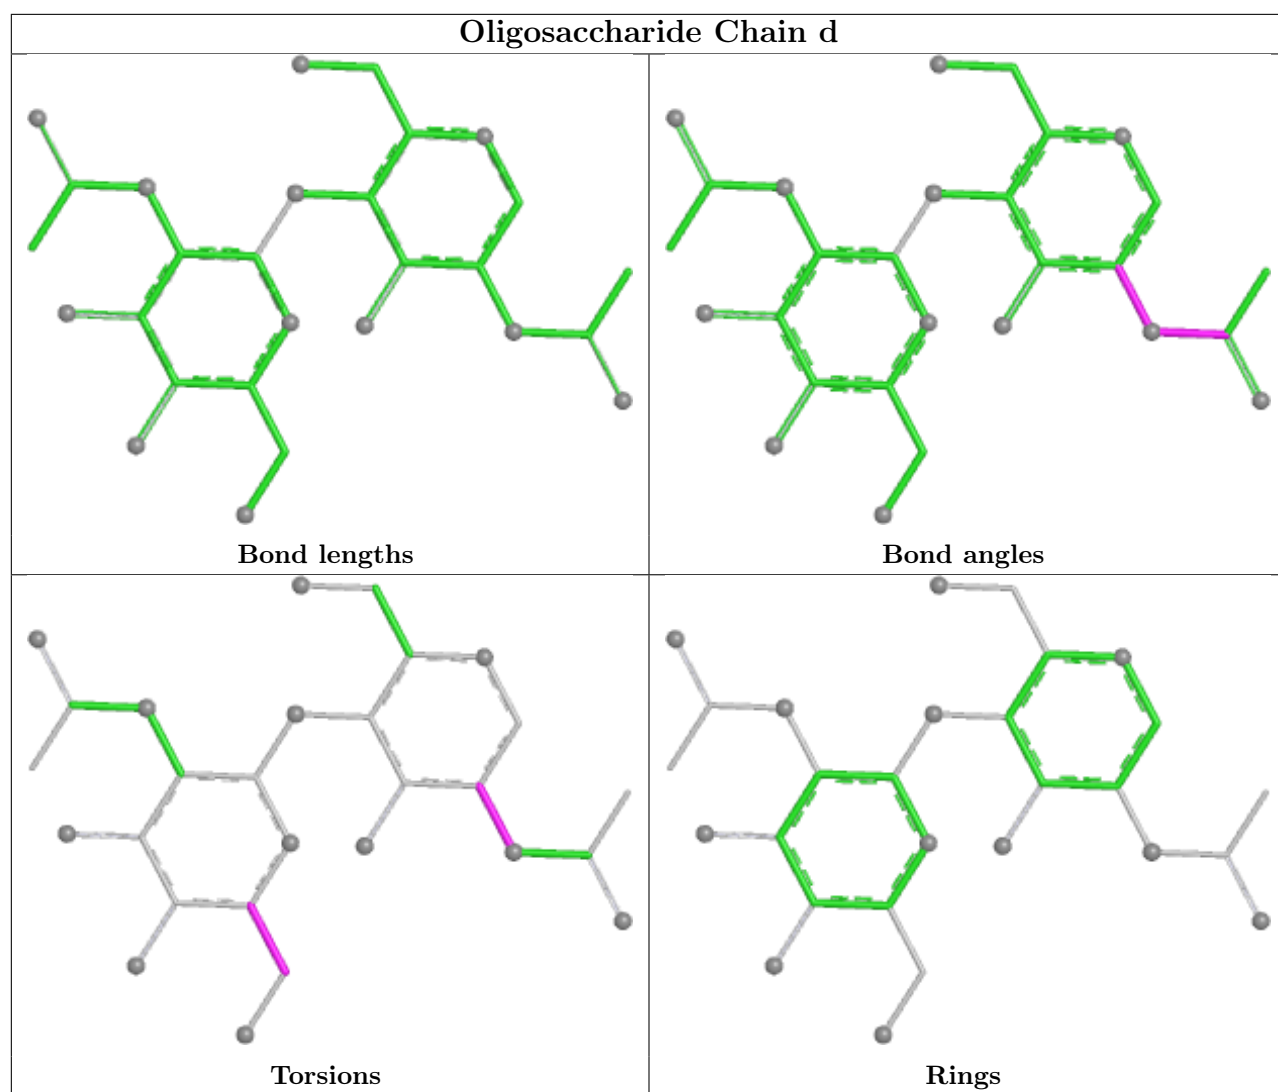 Oligosaccharide Chain d
Bond lengths
Bond angles
Torsions
Rings